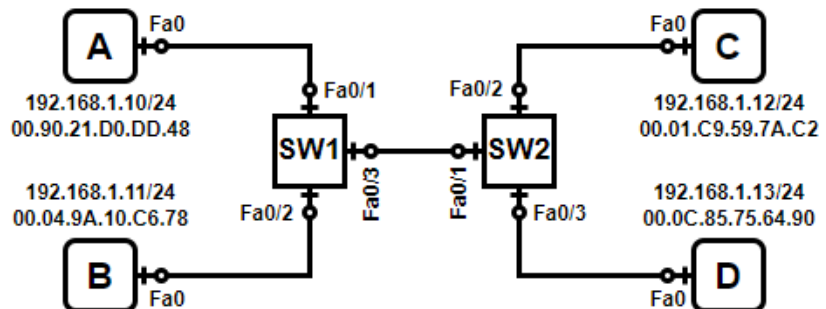 Fa0
A
192.168.1.10/24
00.90.21.D0.DD.48
Fa0/1
SW1
Fa0/3
Fa0/2
192.168.1.11/24
00.04.9A.10.C6.78
B
Fa0
Fa0
C
192.168.1.12/24
00.01.C9.59.7A.C2
Fa0/2
SW2
Fa0/1
Fa0/3
192.168.1.13/24
00.0C.85.75.64.90
D
Fa0